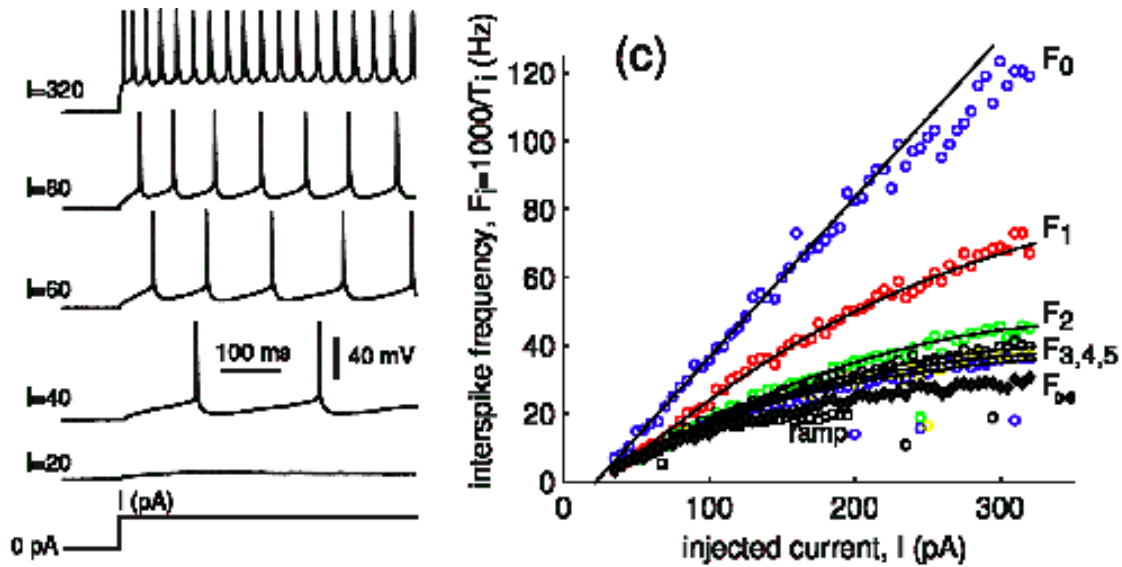 I=320
I=80
I=60
100 ms
40 mV
I=40
I=20
I (pA)
0 pA
(c)
interspike frequency, Fi=1000/Ti (Hz)
120
100
80
60
40
20
0
F0
F1
F2
F3,4,5
F∞
ramp
0
100
200
300
injected current, I (pA)